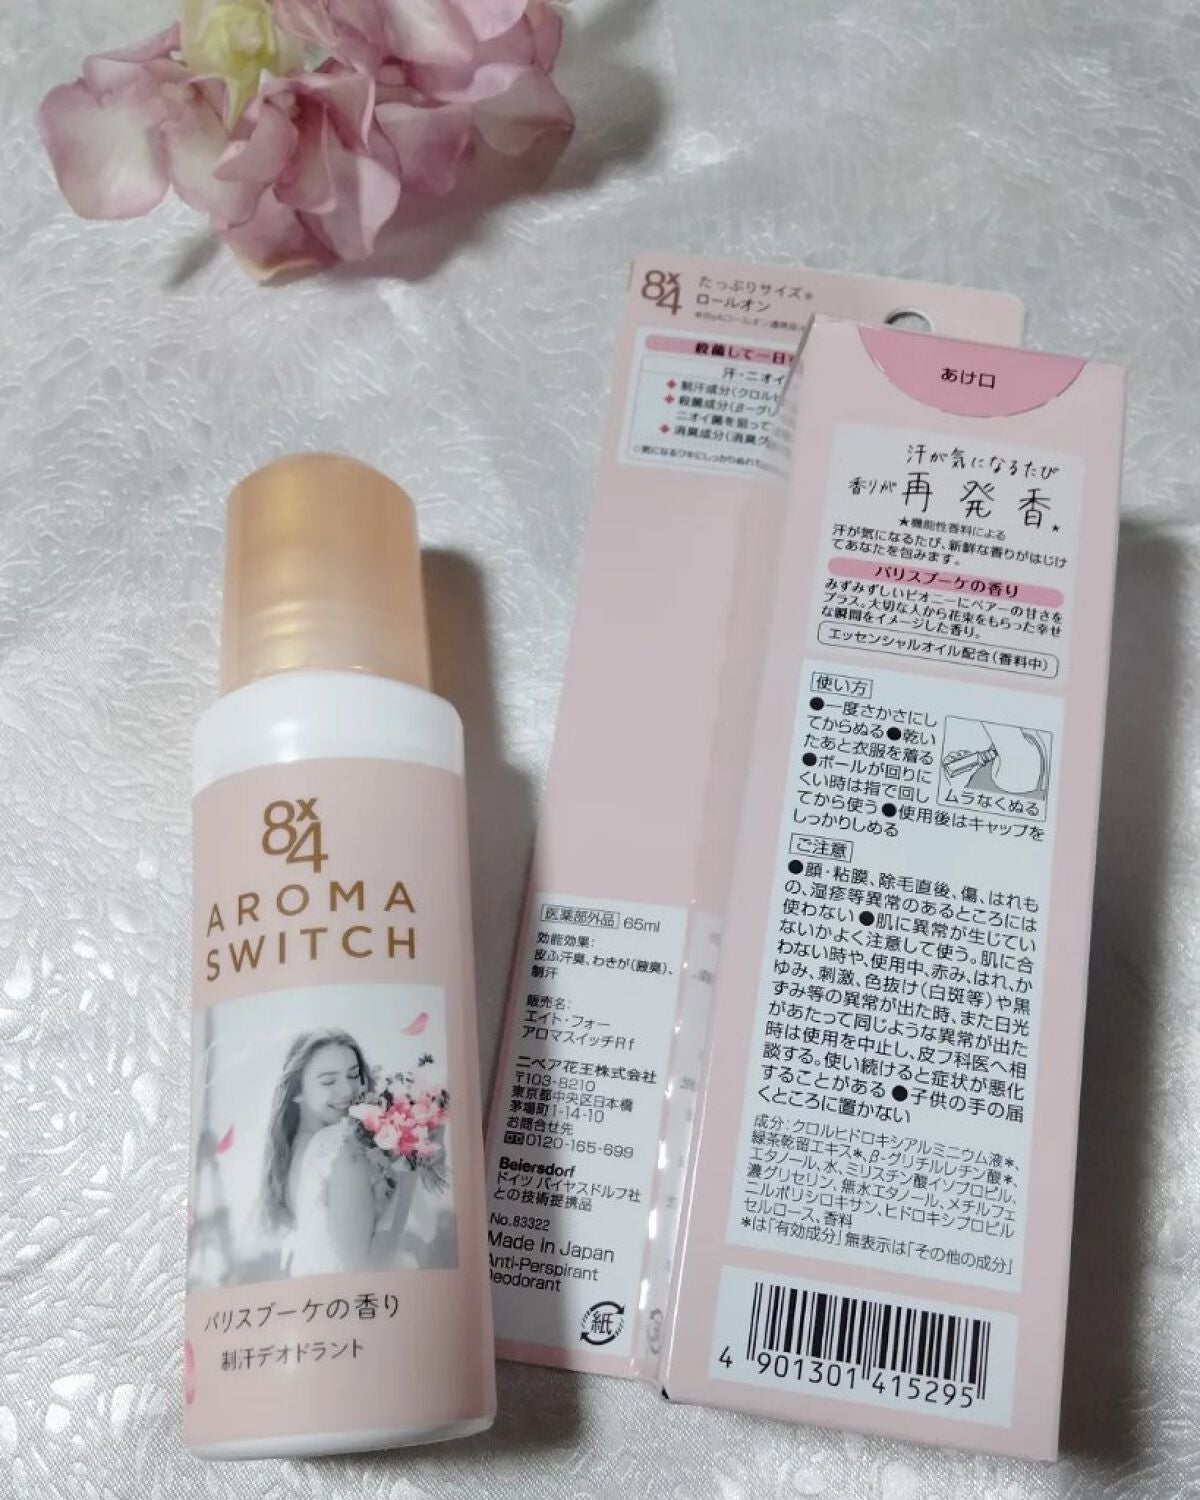 8x4
AROMA
SWITCH
パリスブーケの香り
制汗デオドラント
8x4
たっぷりサイズ※
ロールオン
殺菌して一日
汗・ニオイ
◆制汗成分(クロルヒ
◆殺菌成分(β-グリ
ニオイ菌を狙って
◆消臭成分(消臭グ
医薬部外品 65ml
効能効果:
皮ふ汗臭、わきが(腋臭)、
制汗
販売名:
エイト・フォー
アロマスイッチRf
ニベア花王株式会社
〒103-8210
東京都中央区日本橋
茅場町1-14-10
お問合せ先
0120-165-699
Beiersdorf
ドイツ バイヤスドルフ社
との技術提携品
No.83322
Made in Japan
Anti-Perspirant
Deodorant
紙
あけ口
汗が気になるたび
香りが再発香★
★機能性香料による
汗が気になるたび、新鮮な香りがはじけ
てあなたを包みます。
パリスブーケの香り
みずみずしいピオニーにペアーの甘さを
プラス。大切な人から花束をもらった幸せ
な瞬間をイメージした香り。
エッセンシャルオイル配合(香料中)
使い方
●一度さかさにし
てからぬる●乾い
たあと衣服を着る
●ボールが回りに
くい時は指で回し
てから使う●使用後はキャップを
しっかりしめる
ムラなくぬる
ご注意
●顔・粘膜、除毛直後、傷、はれも
の、湿疹等異常のあるところには
使わない●肌に異常が生じてい
ないかよく注意して使う。肌に合
わない時や、使用中、赤み、はれ、か
ゆみ、刺激、色抜け(白斑等)や黒
ずみ等の異常が出た時、また日光
があたって同じような異常が出た
時は使用を中止し、皮フ科医へ相
談する。使い続けると症状が悪化
することがある●子供の手の届
くところに置かない
成分:クロルヒドロキシアルミニウム液*、
緑茶乾留エキス*、β-グリチルレチン酸*、
エタノール、水、ミリスチン酸イソプロピル、
濃グリセリン、無水エタノール、メチルフェ
ニルポリシロキサン、ヒドロキシプロピル
セルロース、香料
*は「有効成分」無表示は「その他の成分」
4 901301 415295